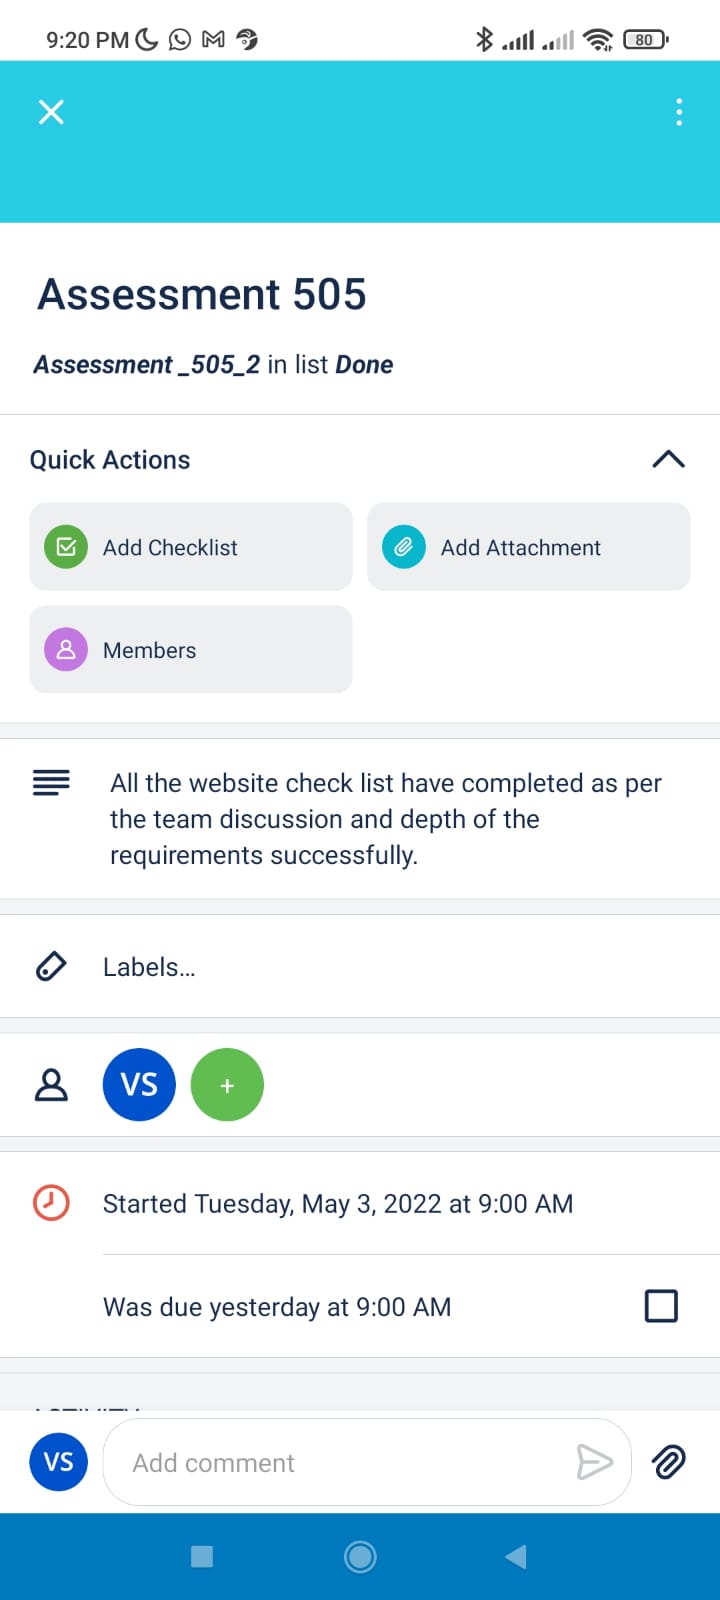 9:20 PM
80
Assessment 505
Assessment _505_2 in list Done
Quick Actions
Add Checklist
Add Attachment
Members
All the website check list have completed as per
the team discussion and depth of the
requirements successfully.
Labels...
VS +
Started Tuesday, May 3, 2022 at 9:00 AM
Was due yesterday at 9:00 AM
VS
Add comment